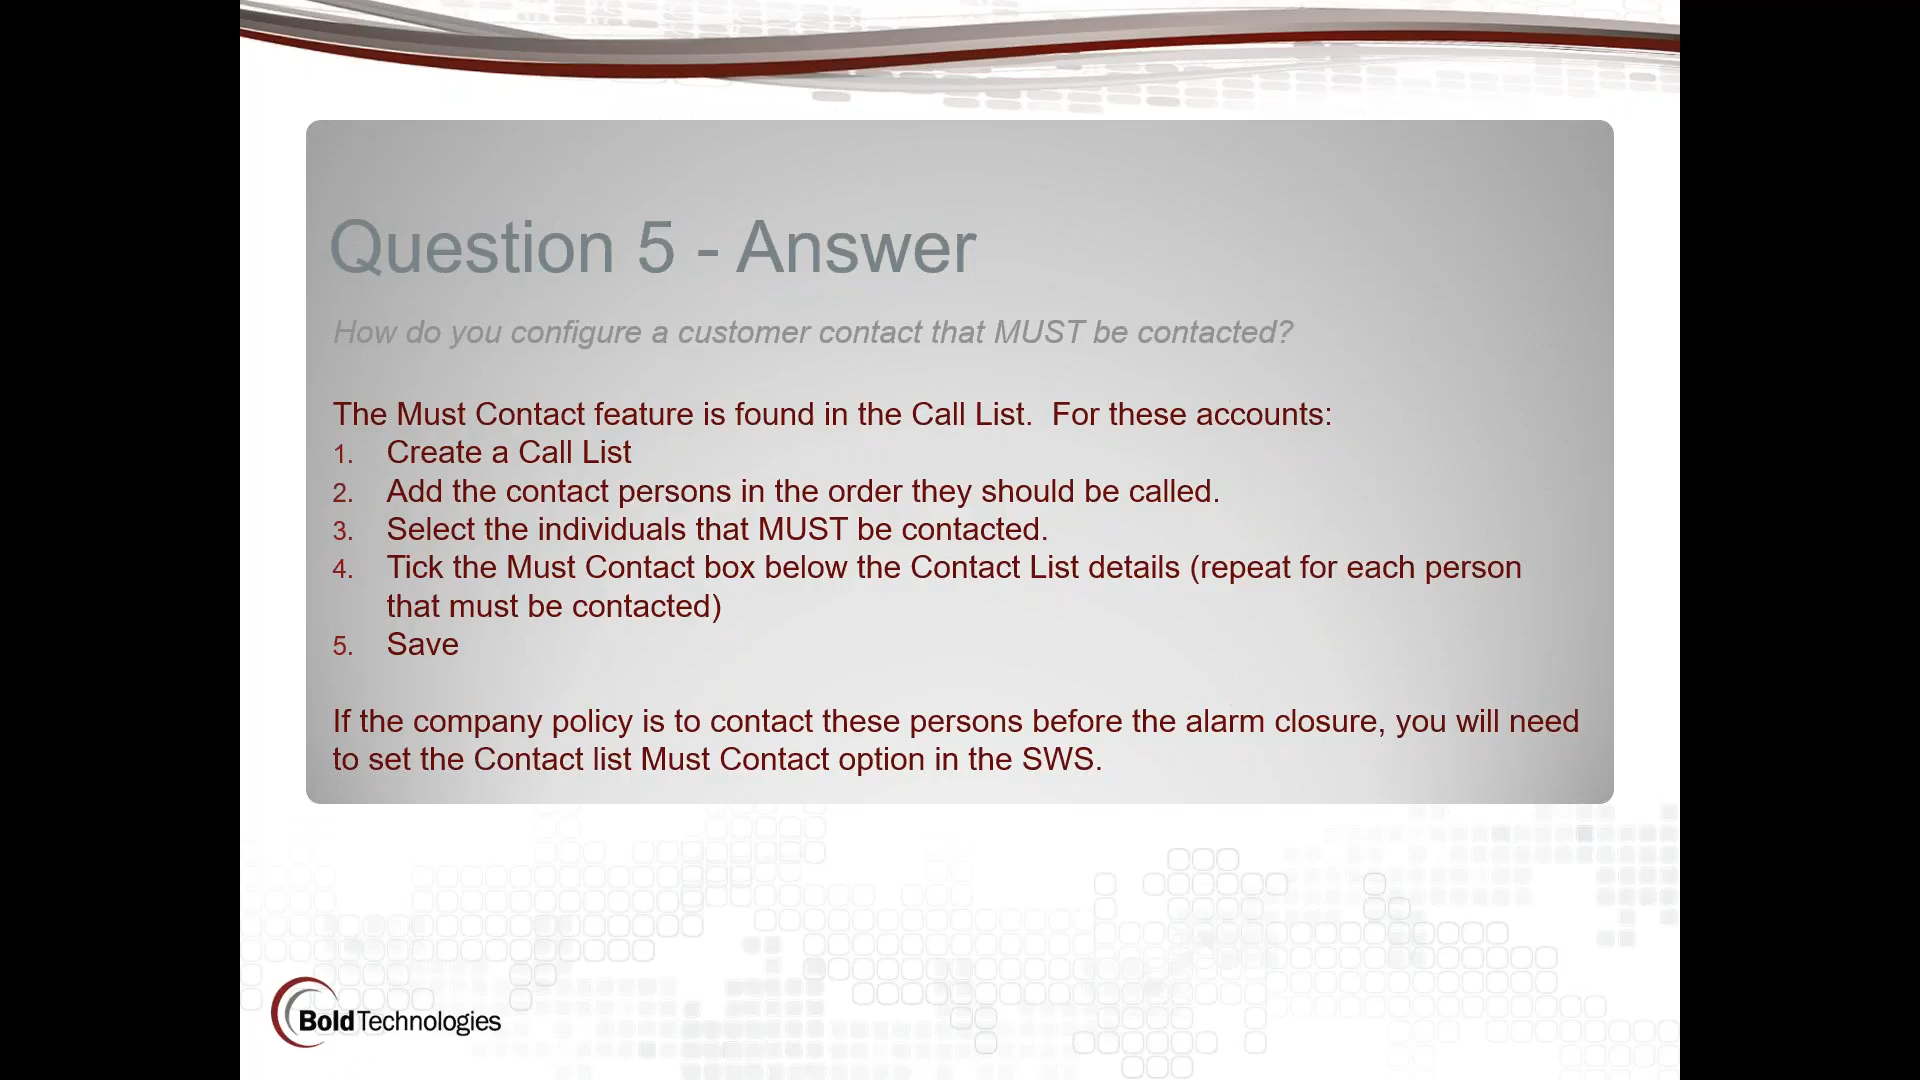 Question 5 - Answer
How do you configure a customer contact that MUST be contacted?
The Must Contact feature is found in the Call List.  For these accounts:
1. Create a Call List
2. Add the contact persons in the order they should be called.
3. Select the individuals that MUST be contacted.
4. Tick the Must Contact box below the Contact List details (repeat for each person
that must be contacted)
5. Save
If the company policy is to contact these persons before the alarm closure, you will need
to set the Contact list Must Contact option in the SWS.
BoldTechnologies